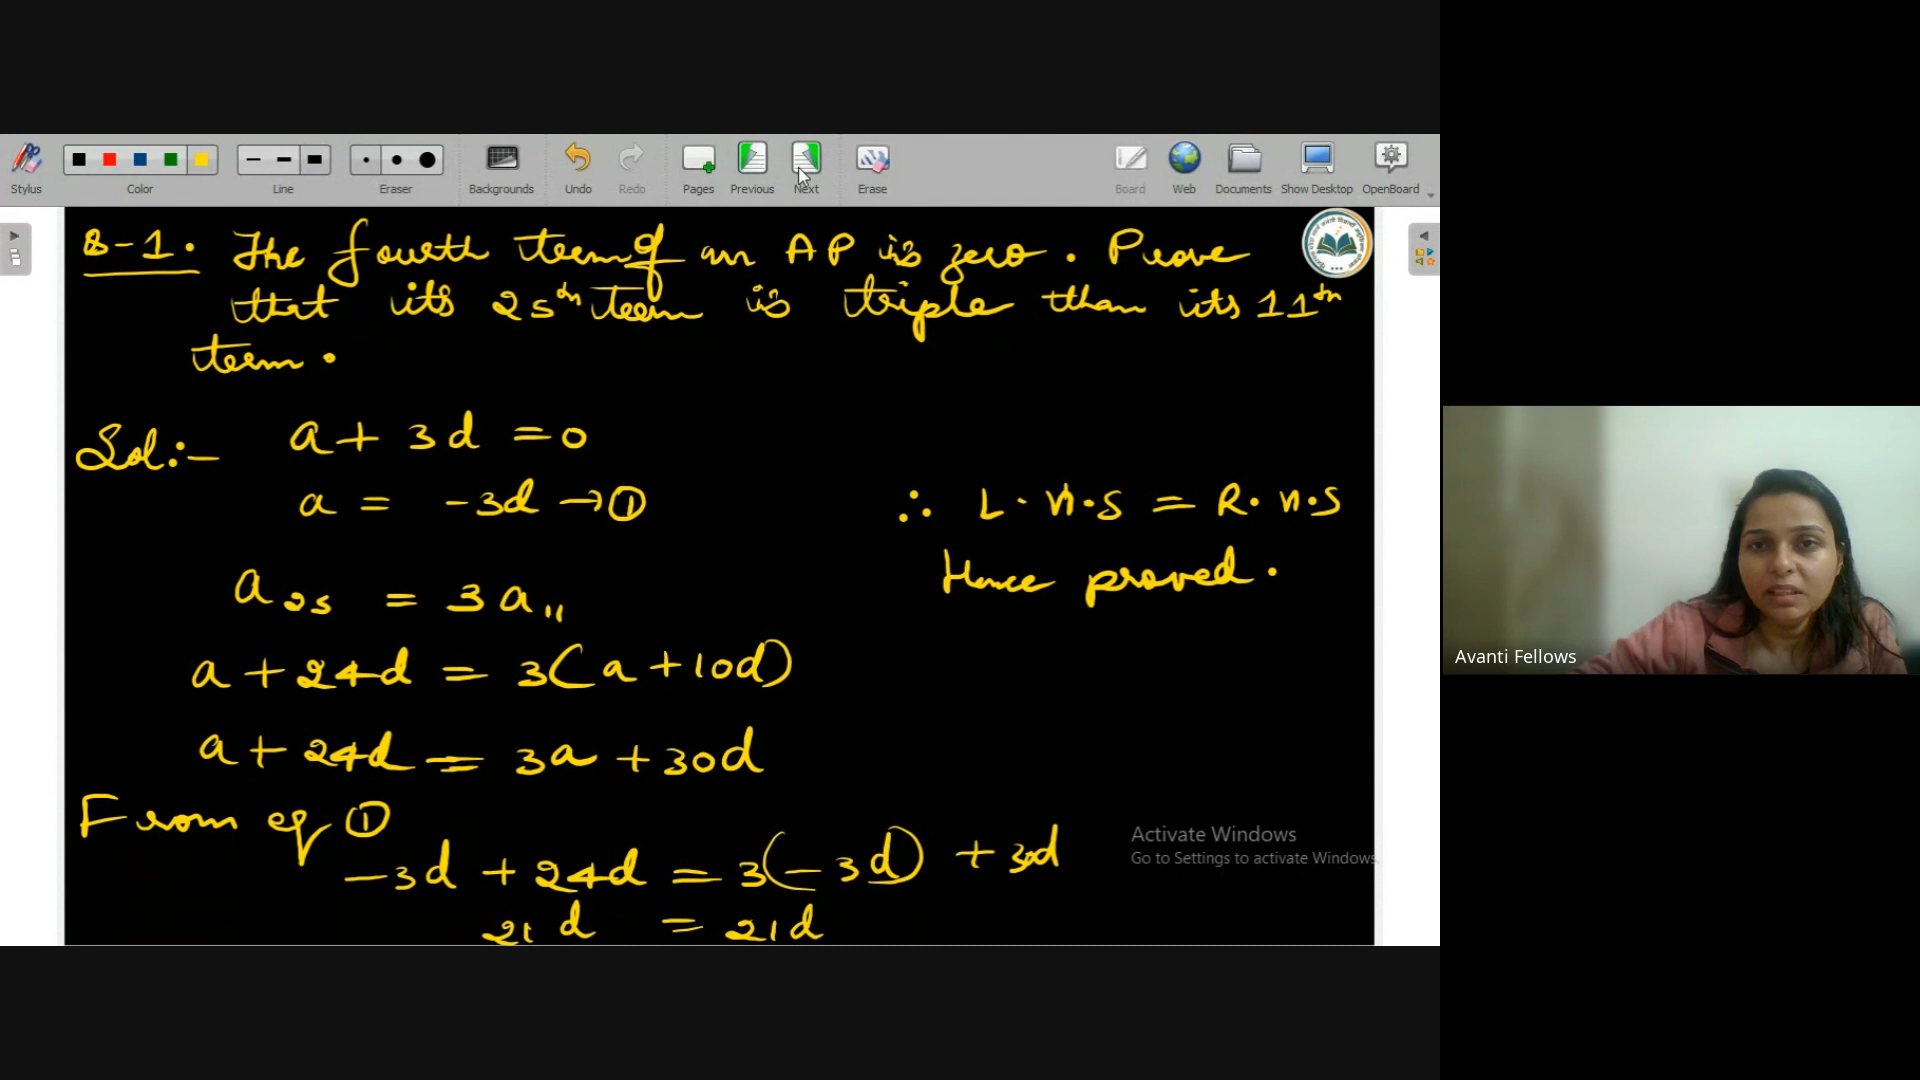 Stylus Color Line Eraser Backgrounds Undo Redo Pages Previous Next Erase Board Web Documents Show Desktop OpenBoard
Q-1. The fourth term of an AP is zero. Prove
that its 25th term is triple than its 11th
term.
Sol:- a + 3d = 0
a = -3d → ①
a₂₅ = 3a₁₁
a + 24d = 3(a + 10d)
a + 24d = 3a + 30d
From eq ①
-3d + 24d = 3(-3d) + 30d
21d = 21d
∴ L.H.S = R.H.S
Hence proved.
Activate Windows
Go to Settings to activate Windows.
Avanti Fellows